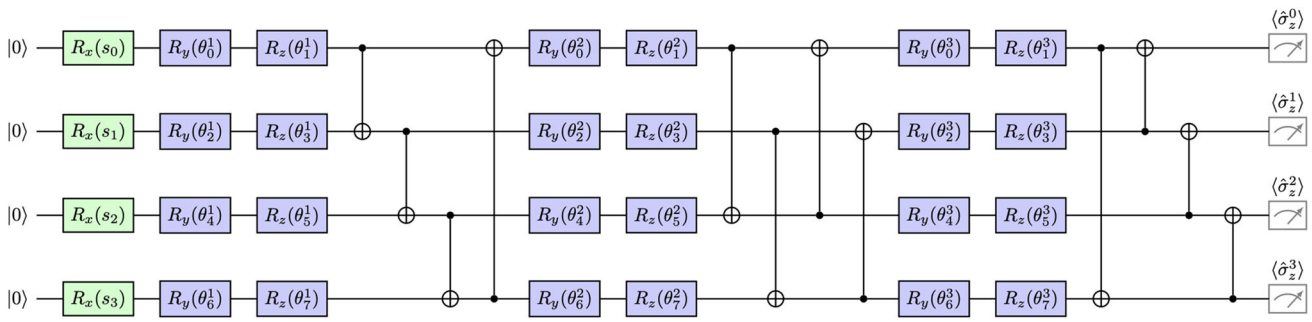 ⟨σ̂_z^0⟩
|0⟩ R_x(s_0) R_y(θ_0^1) R_z(θ_1^1) R_y(θ_0^2) R_z(θ_1^2) R_y(θ_0^3) R_z(θ_1^3)
⟨σ̂_z^1⟩
|0⟩ R_x(s_1) R_y(θ_2^1) R_z(θ_3^1) R_y(θ_2^2) R_z(θ_3^2) R_y(θ_2^3) R_z(θ_3^3)
⟨σ̂_z^2⟩
|0⟩ R_x(s_2) R_y(θ_4^1) R_z(θ_5^1) R_y(θ_4^2) R_z(θ_5^2) R_y(θ_4^3) R_z(θ_5^3)
⟨σ̂_z^3⟩
|0⟩ R_x(s_3) R_y(θ_6^1) R_z(θ_7^1) R_y(θ_6^2) R_z(θ_7^2) R_y(θ_6^3) R_z(θ_7^3)